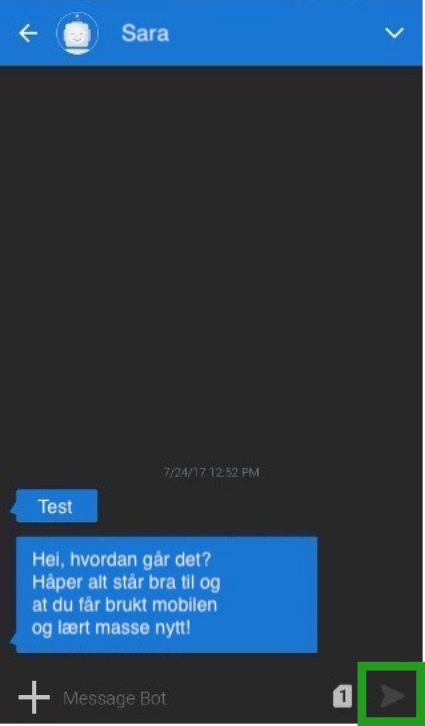 Sara
7/24/17 12:52 PM
Test
Hei, hvordan går det?
Håper alt står bra til og
at du får brukt mobilen
og lært masse nytt!
Message Bot
1